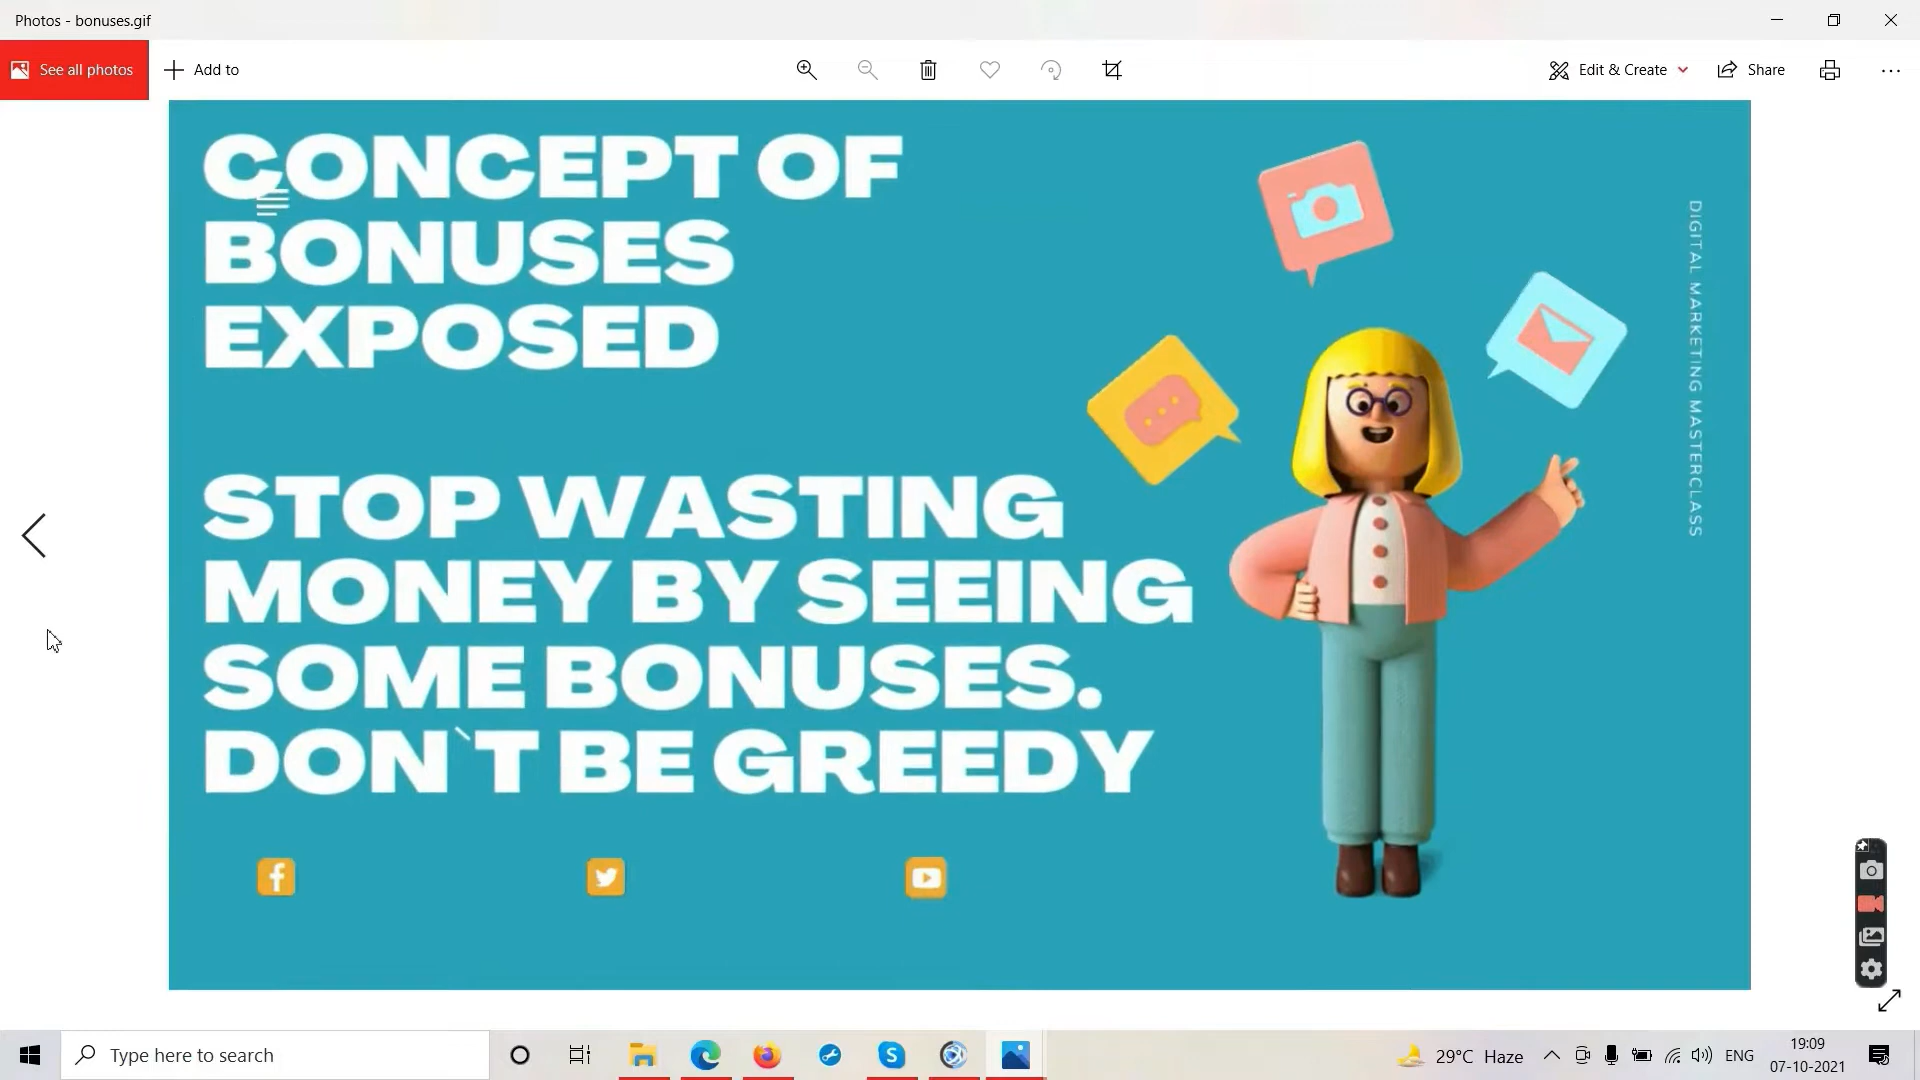 Photos - bonuses.gif
See all photos
Add to
Edit & Create
Share
CONCEPT OF
BONUSES
EXPOSED
STOP WASTING
MONEY BY SEEING
SOME BONUSES.
DON`T BE GREEDY
DIGITAL MARKETING MASTERCLASS
Type here to search
29°C Haze
ENG
19:09
07-10-2021